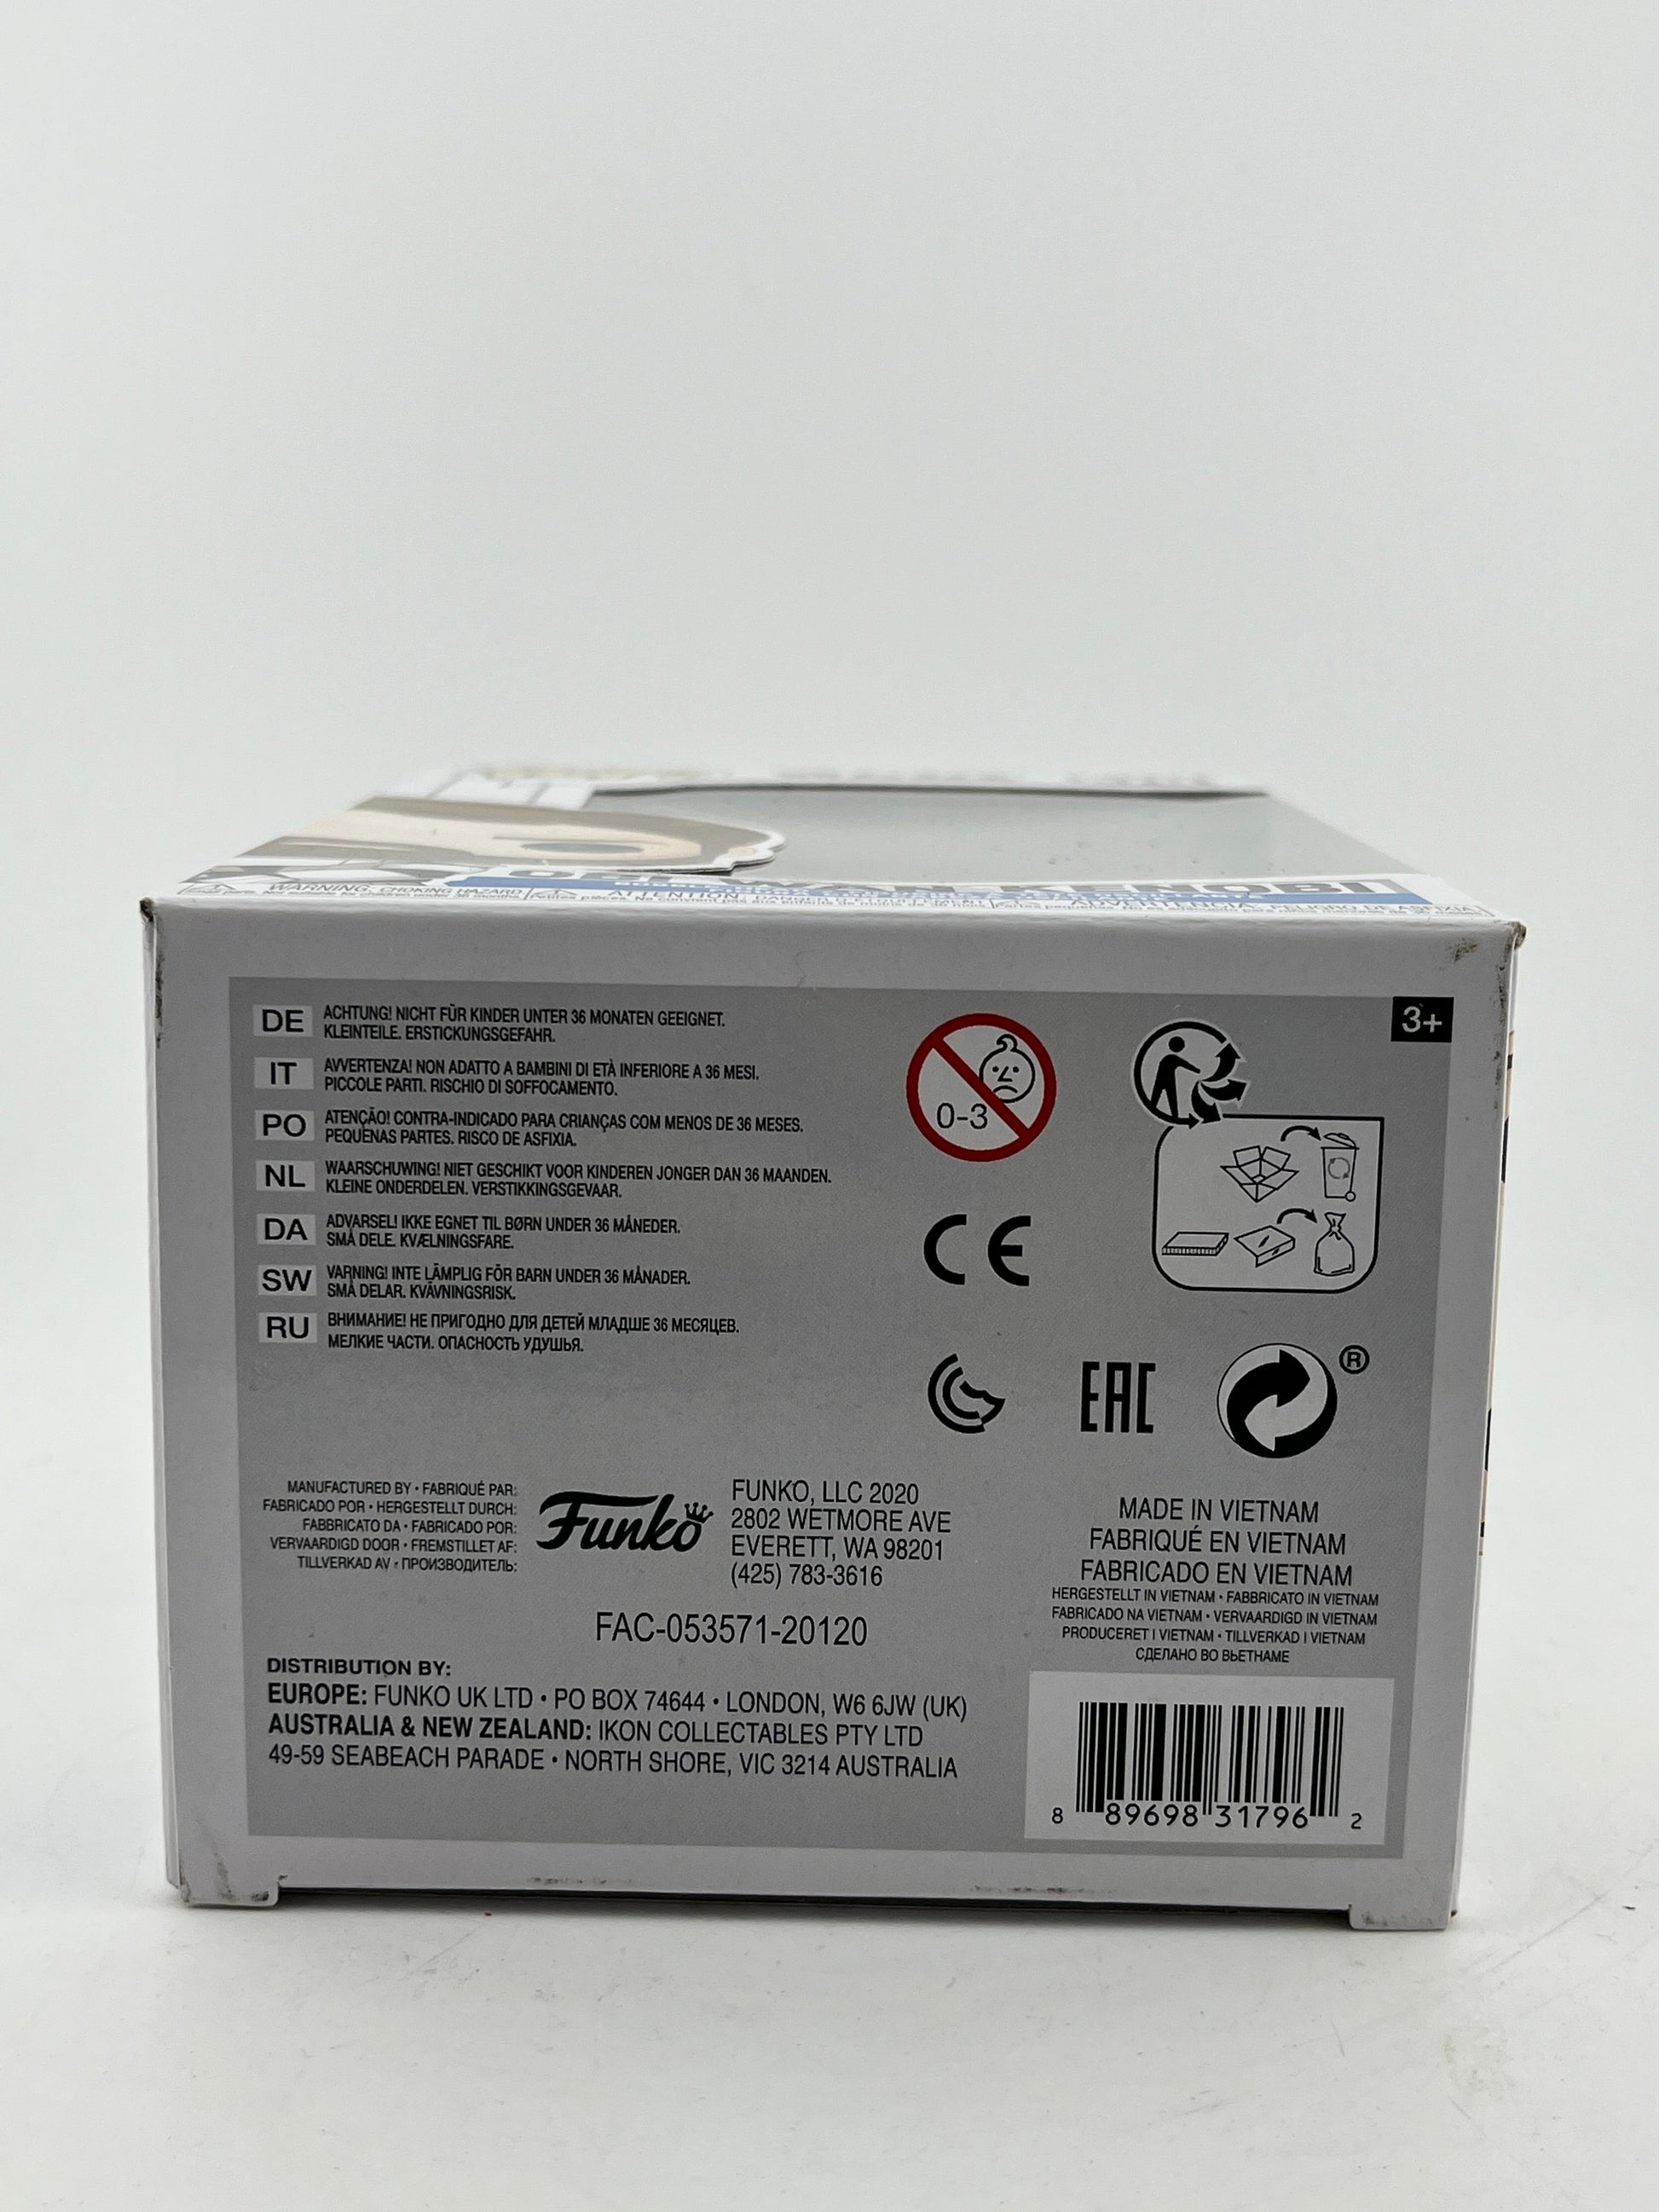 OBI-WAN KENOBI
WARNING: CHOKING HAZARD
ATTENTION: DANGER D'ÉTOUFFEMENT
ADVERTENCIA: PELIGRO DE ASFIXIA
3+
DE ACHTUNG! NICHT FÜR KINDER UNTER 36 MONATEN GEEIGNET.
KLEINTEILE. ERSTICKUNGSGEFAHR.
IT AVVERTENZA! NON ADATTO A BAMBINI DI ETÀ INFERIORE A 36 MESI.
PICCOLE PARTI. RISCHIO DI SOFFOCAMENTO.
PO ATENÇÃO! CONTRA-INDICADO PARA CRIANÇAS COM MENOS DE 36 MESES.
PEQUENAS PARTES. RISCO DE ASFIXIA.
NL WAARSCHUWING! NIET GESCHIKT VOOR KINDEREN JONGER DAN 36 MAANDEN.
KLEINE ONDERDELEN. VERSTIKKINGSGEVAAR.
DA ADVARSEL! IKKE EGNET TIL BØRN UNDER 36 MÅNEDER.
SMÅ DELE. KVÆLNINGSFARE.
SW VARNING! INTE LÄMPLIG FÖR BARN UNDER 36 MÅNADER.
SMÅ DELAR. KVÄVNINGSRISK.
RU ВНИМАНИЕ! НЕ ПРИГОДНО ДЛЯ ДЕТЕЙ МЛАДШЕ 36 МЕСЯЦЕВ.
МЕЛКИЕ ЧАСТИ. ОПАСНОСТЬ УДУШЬЯ.
0-3
CE
EAC
®
MANUFACTURED BY • FABRIQUÉ PAR:
FABRICADO POR • HERGESTELLT DURCH:
FABBRICATO DA • FABRICADO POR:
VERVAARDIGD DOOR • FREMSTILLET AF:
TILLVERKAD AV • ПРОИЗВОДИТЕЛЬ:
Funko
FUNKO, LLC 2020
2802 WETMORE AVE
EVERETT, WA 98201
(425) 783-3616
FAC-053571-20120
DISTRIBUTION BY:
EUROPE: FUNKO UK LTD • PO BOX 74644 • LONDON, W6 6JW (UK)
AUSTRALIA & NEW ZEALAND: IKON COLLECTABLES PTY LTD
49-59 SEABEACH PARADE • NORTH SHORE, VIC 3214 AUSTRALIA
MADE IN VIETNAM
FABRIQUÉ EN VIETNAM
FABRICADO EN VIETNAM
HERGESTELLT IN VIETNAM • FABBRICATO IN VIETNAM
FABRICADO NA VIETNAM • VERVAARDIGD IN VIETNAM
PRODUCERET I VIETNAM • TILLVERKAD I VIETNAM
СДЕЛАНО ВО ВЬЕТНАМЕ
8 89698 31796 2